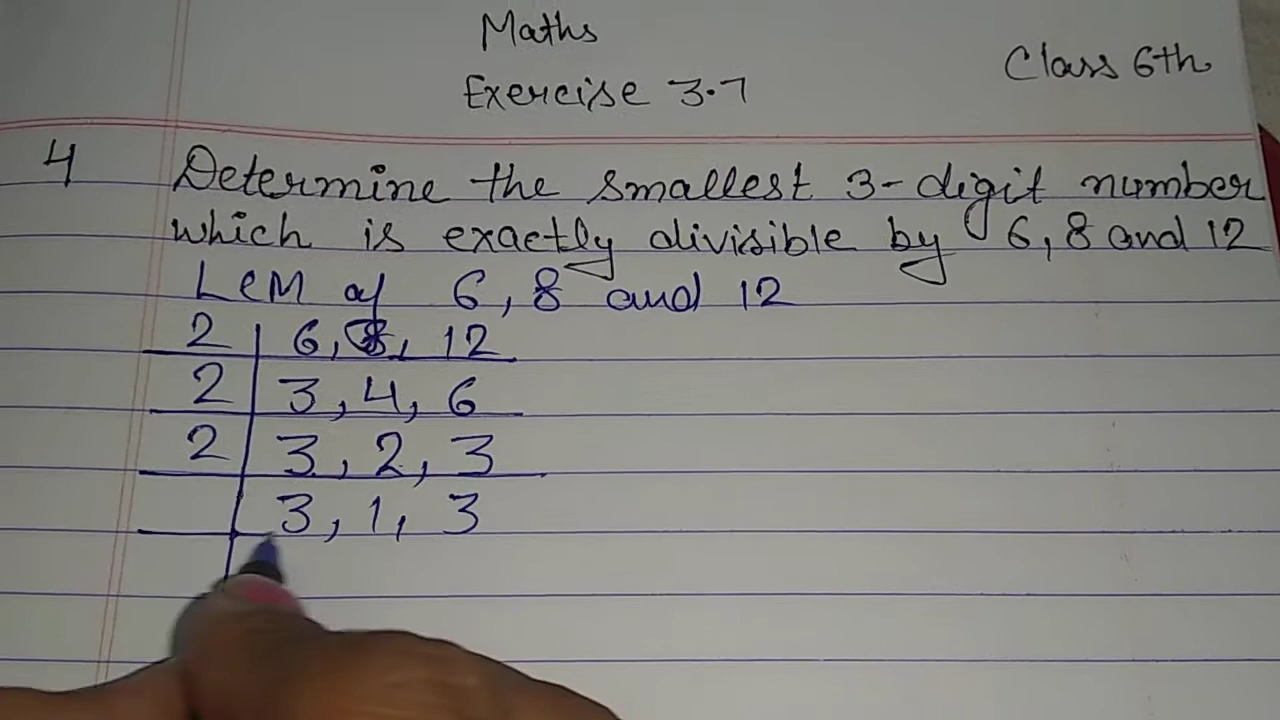 Maths
Exercise 3.7
Class 6th
4 Determine the smallest 3-digit number
which is exactly divisible by 6, 8 and 12
LCM of 6, 8 and 12
2 | 6, 8, 12
2 | 3, 4, 6
2 | 3, 2, 3
| 3, 1, 3